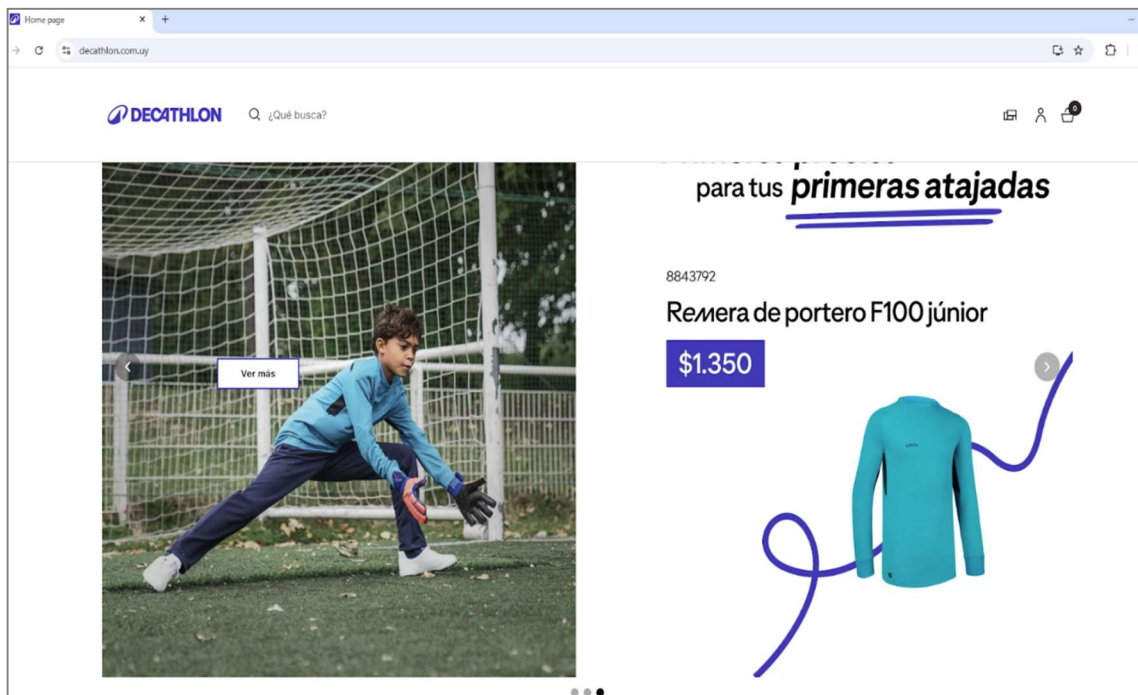 Home page
decathlon.com.uy
DECATHLON
¿Qué busca?
0
para tus primeras atajadas
8843792
Remera de portero F100 júnior
$1.350
Ver más